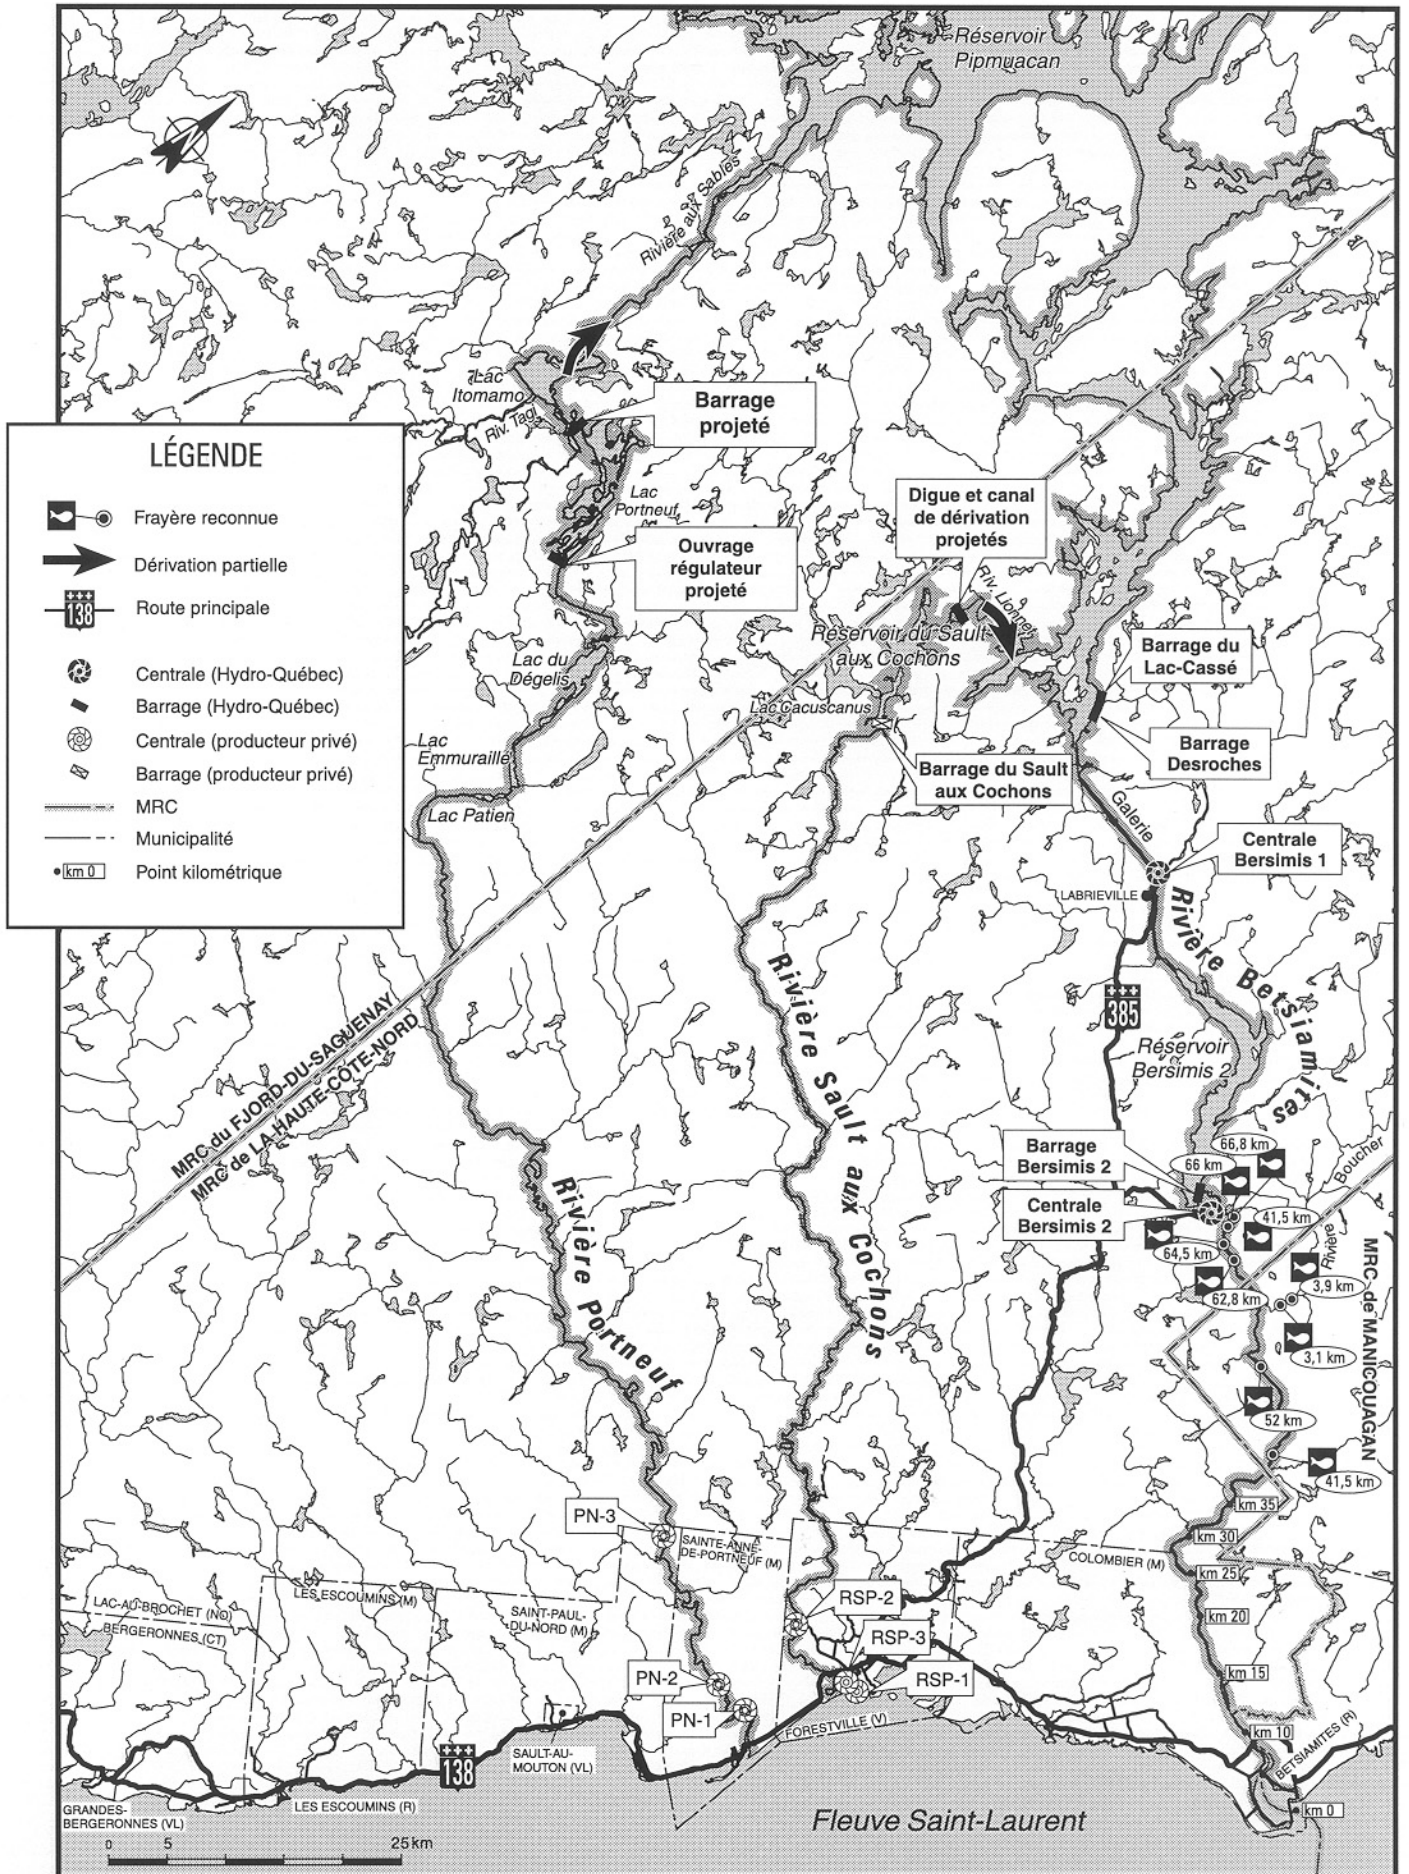 Réservoir
Pipmuacan
N
Rivière aux Sables
Lac
Itomamo
Riv. Tagi
Barrage
projeté
LÉGENDE
Frayère reconnue
Dérivation partielle
138
Route principale
Centrale (Hydro-Québec)
Barrage (Hydro-Québec)
Centrale (producteur privé)
Barrage (producteur privé)
MRC
Municipalité
km 0
Point kilométrique
Lac
Portneuf
Ouvrage
régulateur
projeté
Digue et canal
de dérivation
projetés
Riv. Lionnet
Réservoir du Sault
aux Cochons
Lac du
Dégelis
Lac Cacuscanus
Barrage du
Lac-Cassé
Barrage
Desroches
Barrage du Sault
aux Cochons
Lac
Emmuraillé
Lac Patien
Galerie
Centrale
Bersimis 1
LABRIEVILLE
Rivière Betsiamites
385
Réservoir
Bersimis 2
MRC du FJORD-DU-SAGUENAY
MRC de LA HAUTE-CÔTE-NORD
Rivière Sault aux Cochons
Rivière Portneuf
Barrage
Bersimis 2
Centrale
Bersimis 2
66,8 km
66 km
41,5 km
64,5 km
62,8 km
Rivière Boucher
3,9 km
3,1 km
52 km
41,5 km
MRC de MANICOUAGAN
km 35
km 30
km 25
km 20
km 15
km 10
km 0
PN-3
SAINTE-ANNE-
DE-PORTNEUF (M)
COLOMBIER (M)
LES ESCOUMINS (M)
LAC-AU-BROCHET (NO)
BERGERONNES (CT)
SAINT-PAUL-
DU-NORD (M)
RSP-2
RSP-3
RSP-1
PN-2
PN-1
FORESTVILLE (V)
BETSIAMITES (R)
SAULT-AU-
MOUTON (VL)
138
LES ESCOUMINS (R)
GRANDES-
BERGERONNES (VL)
Fleuve Saint-Laurent
0 5 25 km